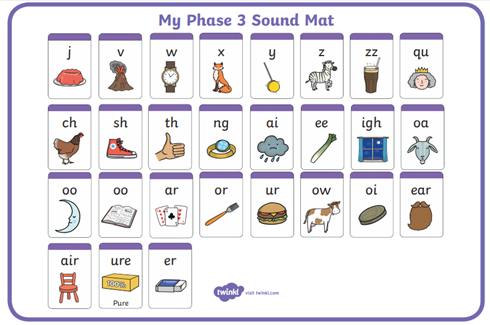 My Phase 3 Sound Mat
j v w x y z zz qu
ch sh th ng ai ee igh oa
oo oo ar or ur ow oi ear
air ure er
100%
Pure
twinkl visit twinkl.com